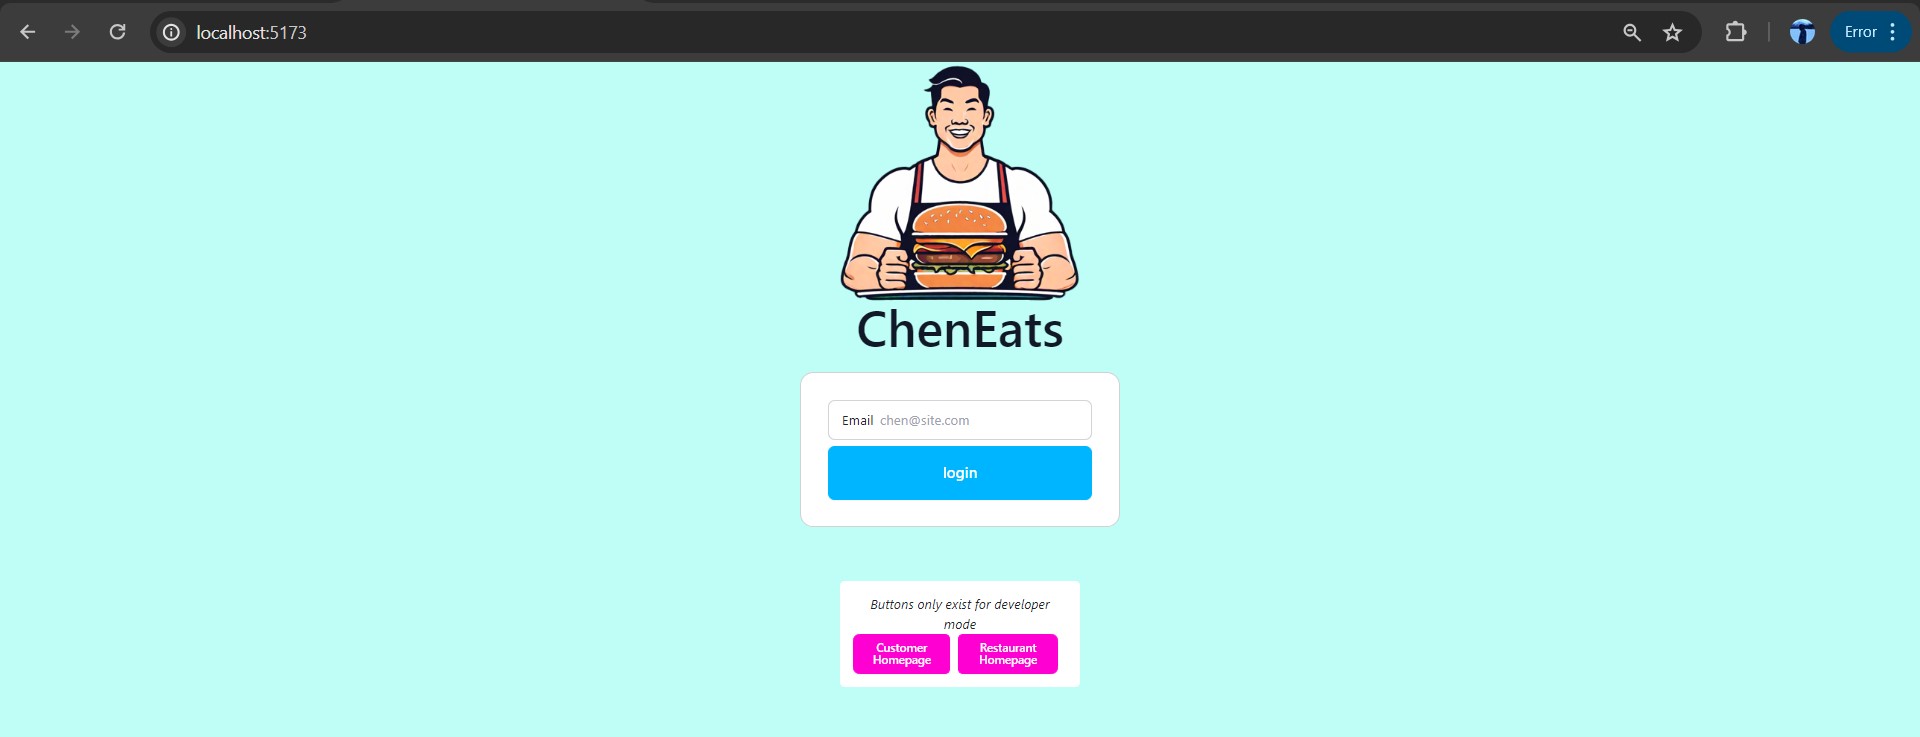 localhost:5173
Error
ChenEats
Email chen@site.com
login
Buttons only exist for developer
mode
Customer
Homepage
Restaurant
Homepage